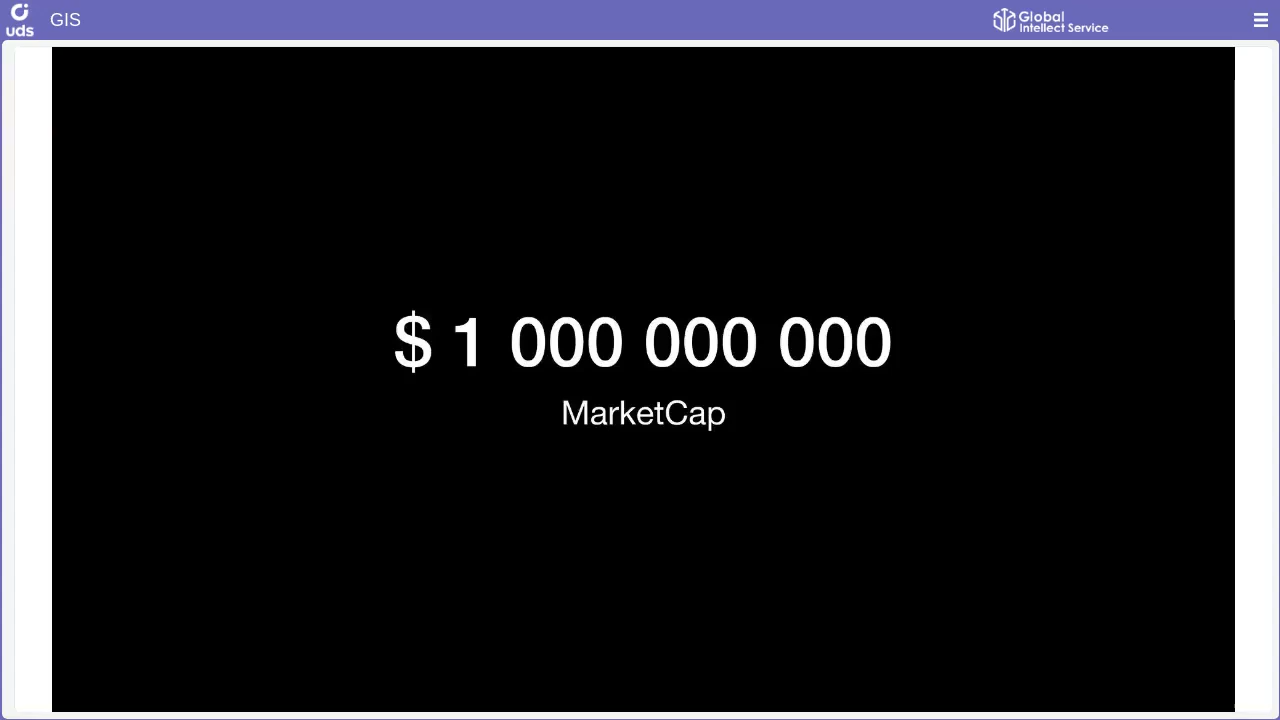 uds
GIS
Global
Intellect Service
$ 1 000 000 000
MarketCap